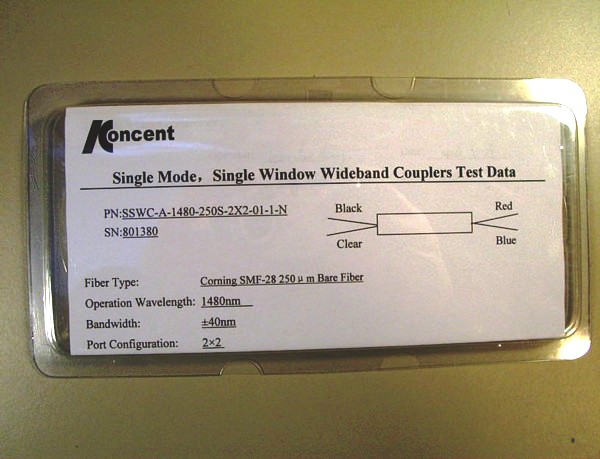 Koncent
Single Mode, Single Window Wideband Couplers Test Data
PN:SSWC-A-1480-250S-2X2-01-1-N
SN:801380
Black
Red
Clear
Blue
Fiber Type: Corning SMF-28 250μm Bare Fiber
Operation Wavelength: 1480nm
Bandwidth: ±40nm
Port Configuration: 2×2